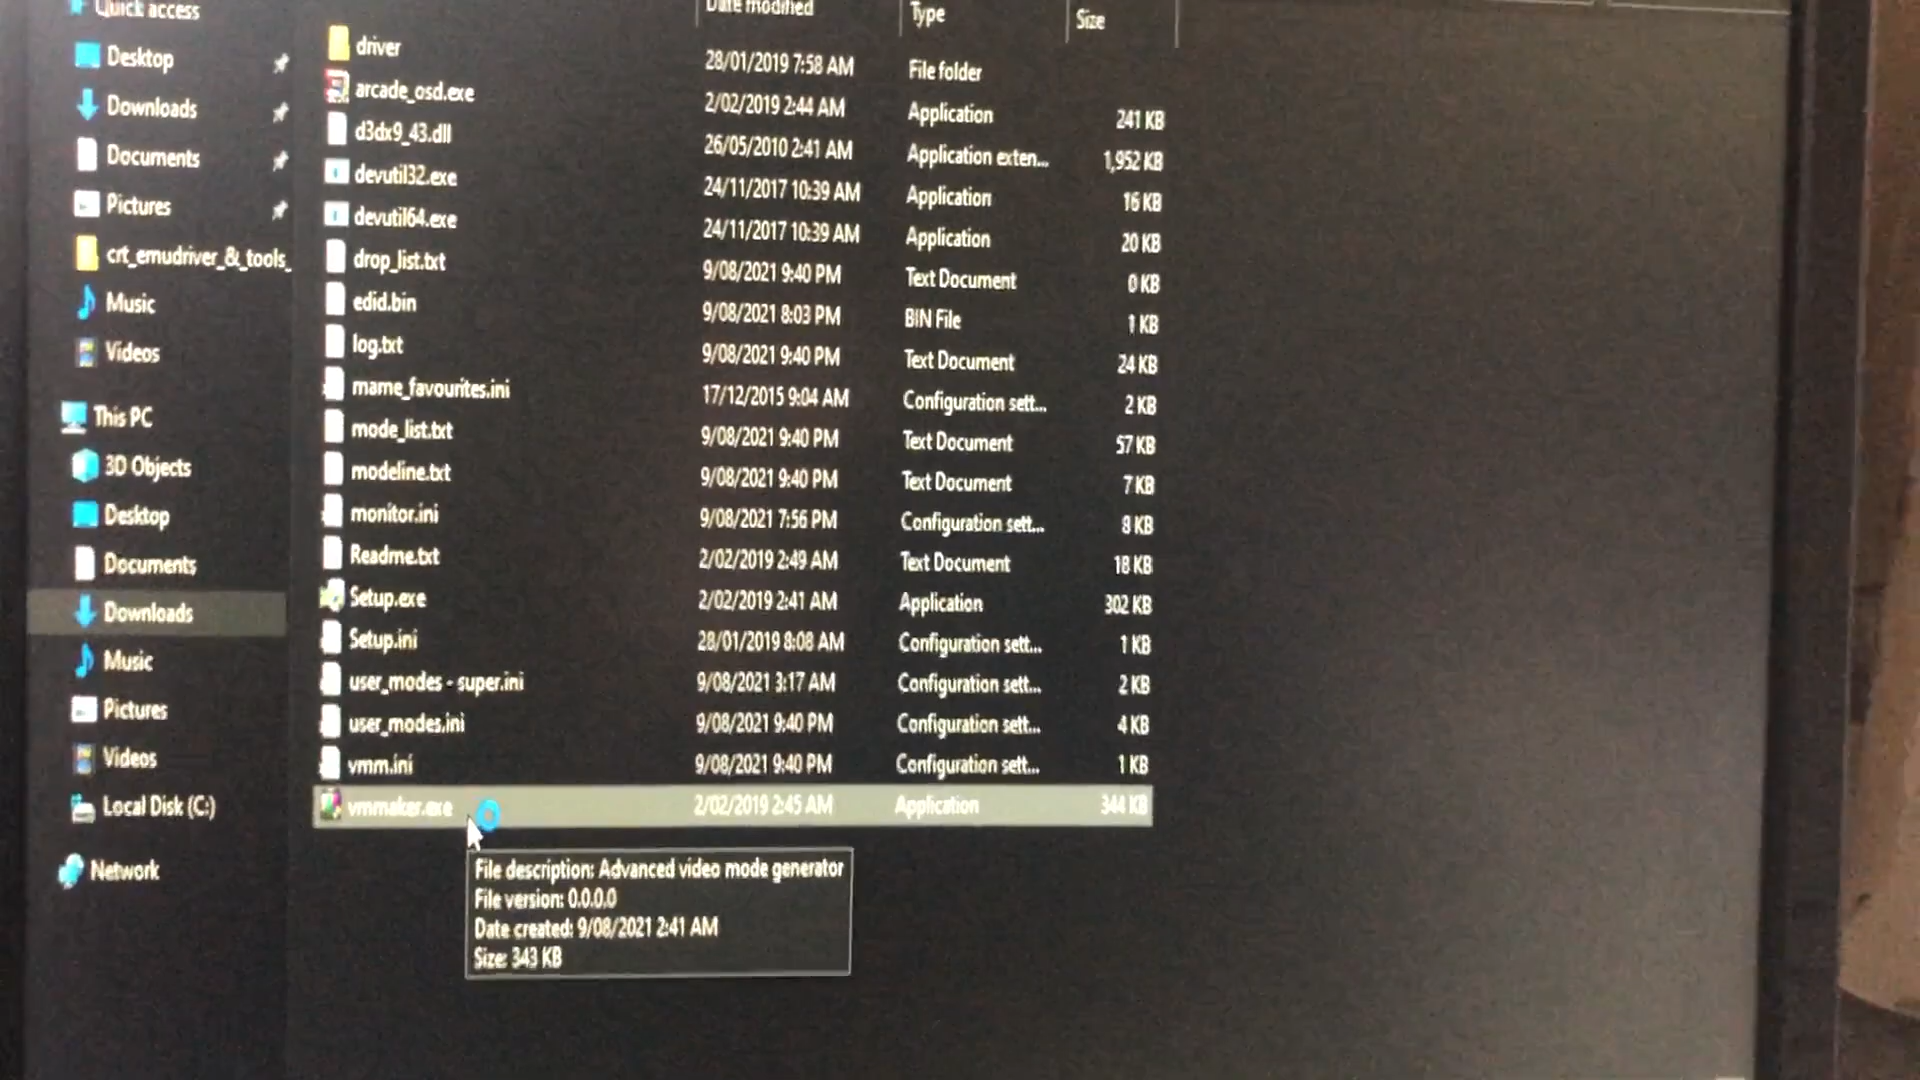 Quick access
Date modified
Type
Size
Desktop
Downloads
Documents
Pictures
crt_emudriver_&_tools_
Music
Videos
This PC
3D Objects
Desktop
Documents
Downloads
Music
Pictures
Videos
Local Disk (C:)
Network
driver 28/01/2019 7:58 AM File folder
arcade_osd.exe 2/02/2019 2:44 AM Application 241 KB
d3dx9_43.dll 26/05/2010 2:41 AM Application exten... 1,952 KB
devutil32.exe 24/11/2017 10:39 AM Application 16 KB
devutil64.exe 24/11/2017 10:39 AM Application 20 KB
drop_list.txt 9/08/2021 9:40 PM Text Document 0 KB
edid.bin 9/08/2021 8:03 PM BIN File 1 KB
log.txt 9/08/2021 9:40 PM Text Document 24 KB
mame_favourites.ini 17/12/2015 9:04 AM Configuration sett... 2 KB
mode_list.txt 9/08/2021 9:40 PM Text Document 57 KB
modeline.txt 9/08/2021 9:40 PM Text Document 7 KB
monitor.ini 9/08/2021 7:56 PM Configuration sett... 8 KB
Readme.txt 2/02/2019 2:49 AM Text Document 18 KB
Setup.exe 2/02/2019 2:41 AM Application 302 KB
Setup.ini 28/01/2019 8:08 AM Configuration sett... 1 KB
user_modes - super.ini 9/08/2021 3:17 AM Configuration sett... 2 KB
user_modes.ini 9/08/2021 9:40 PM Configuration sett... 4 KB
vmm.ini 9/08/2021 9:40 PM Configuration sett... 1 KB
vmmaker.exe 2/02/2019 2:45 AM Application 344 KB
File description: Advanced video mode generator
File version: 0.0.0.0
Date created: 9/08/2021 2:41 AM
Size: 343 KB